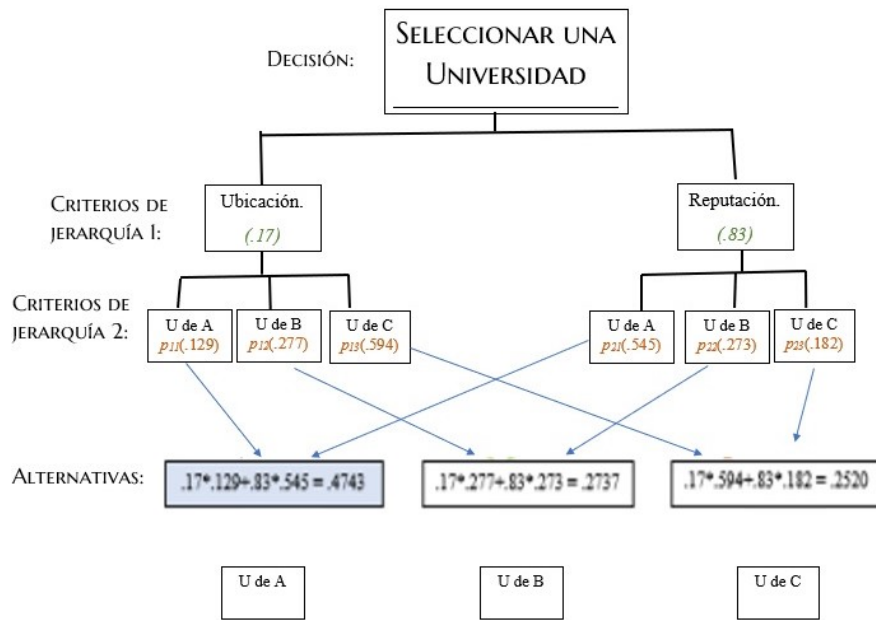 Decisión:
Seleccionar una
Universidad
Criterios de
jerarquía 1:
Ubicación.
(.17)
Reputación.
(.83)
Criterios de
jerarquía 2:
U de A
p11(.129)
U de B
p12(.277)
U de C
p13(.594)
U de A
p21(.545)
U de B
p22(.273)
U de C
p23(.182)
Alternativas:
.17*.129+.83*.545 = .4743
.17*.277+.83*.273 = .2737
.17*.594+.83*.182 = .2520
U de A
U de B
U de C